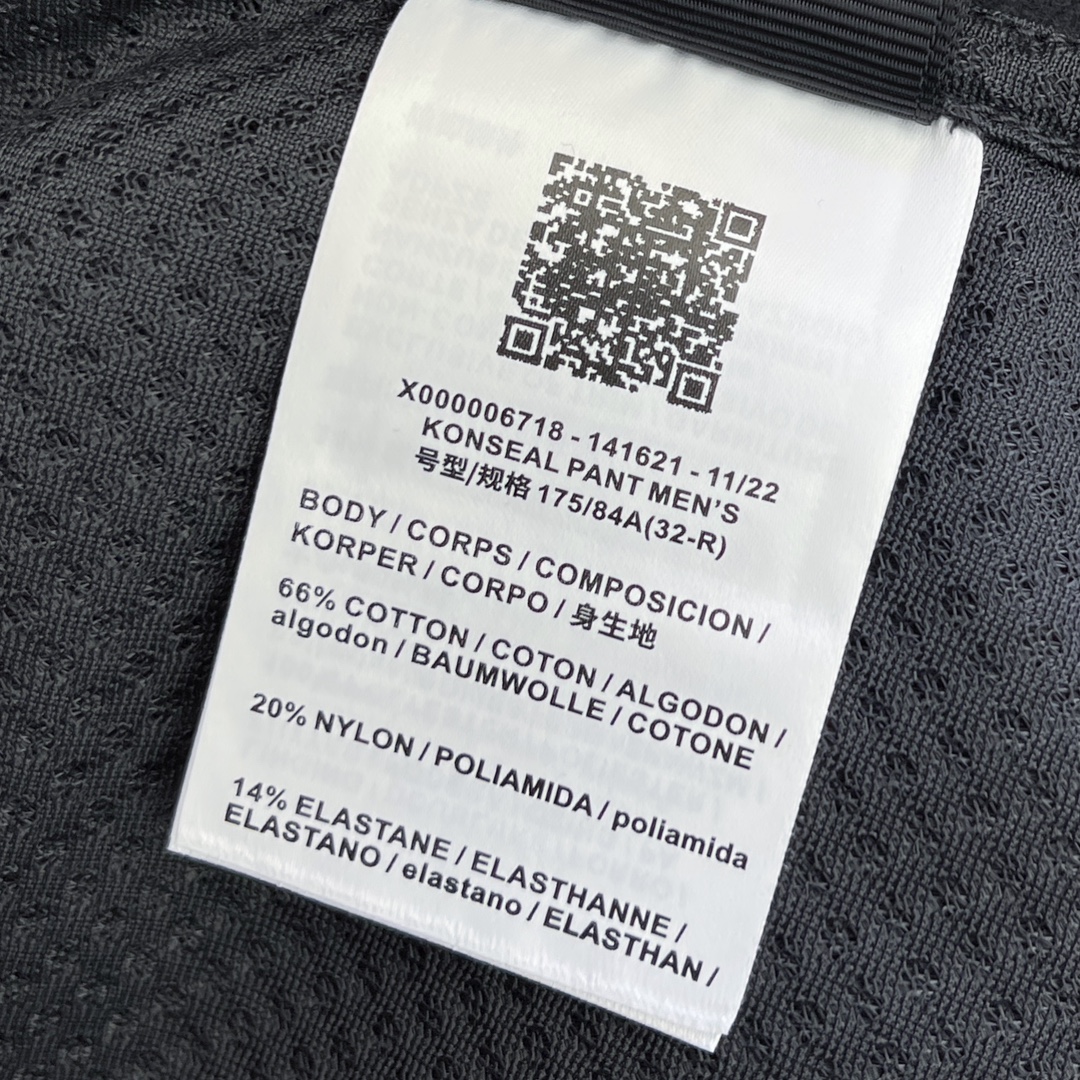 X000006718 - 141621 - 11/22
KONSEAL PANT MEN'S
号型/规格 175/84A(32-R)
BODY / CORPS / COMPOSICION /
KORPER / CORPO / 身生地
66% COTTON / COTON / ALGODON /
algodon / BAUMWOLLE / COTONE
20% NYLON / POLIAMIDA / poliamida
14% ELASTANE / ELASTHANNE /
ELASTANO / elastano / ELASTHAN /